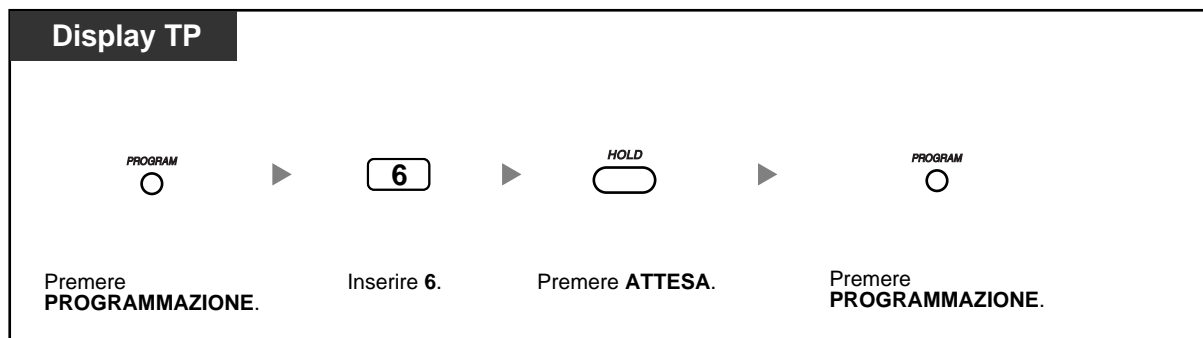 Display TP
PROGRAM
6
HOLD
PROGRAM
Premere
PROGRAMMAZIONE.
Inserire 6.
Premere ATTESA.
Premere
PROGRAMMAZIONE.